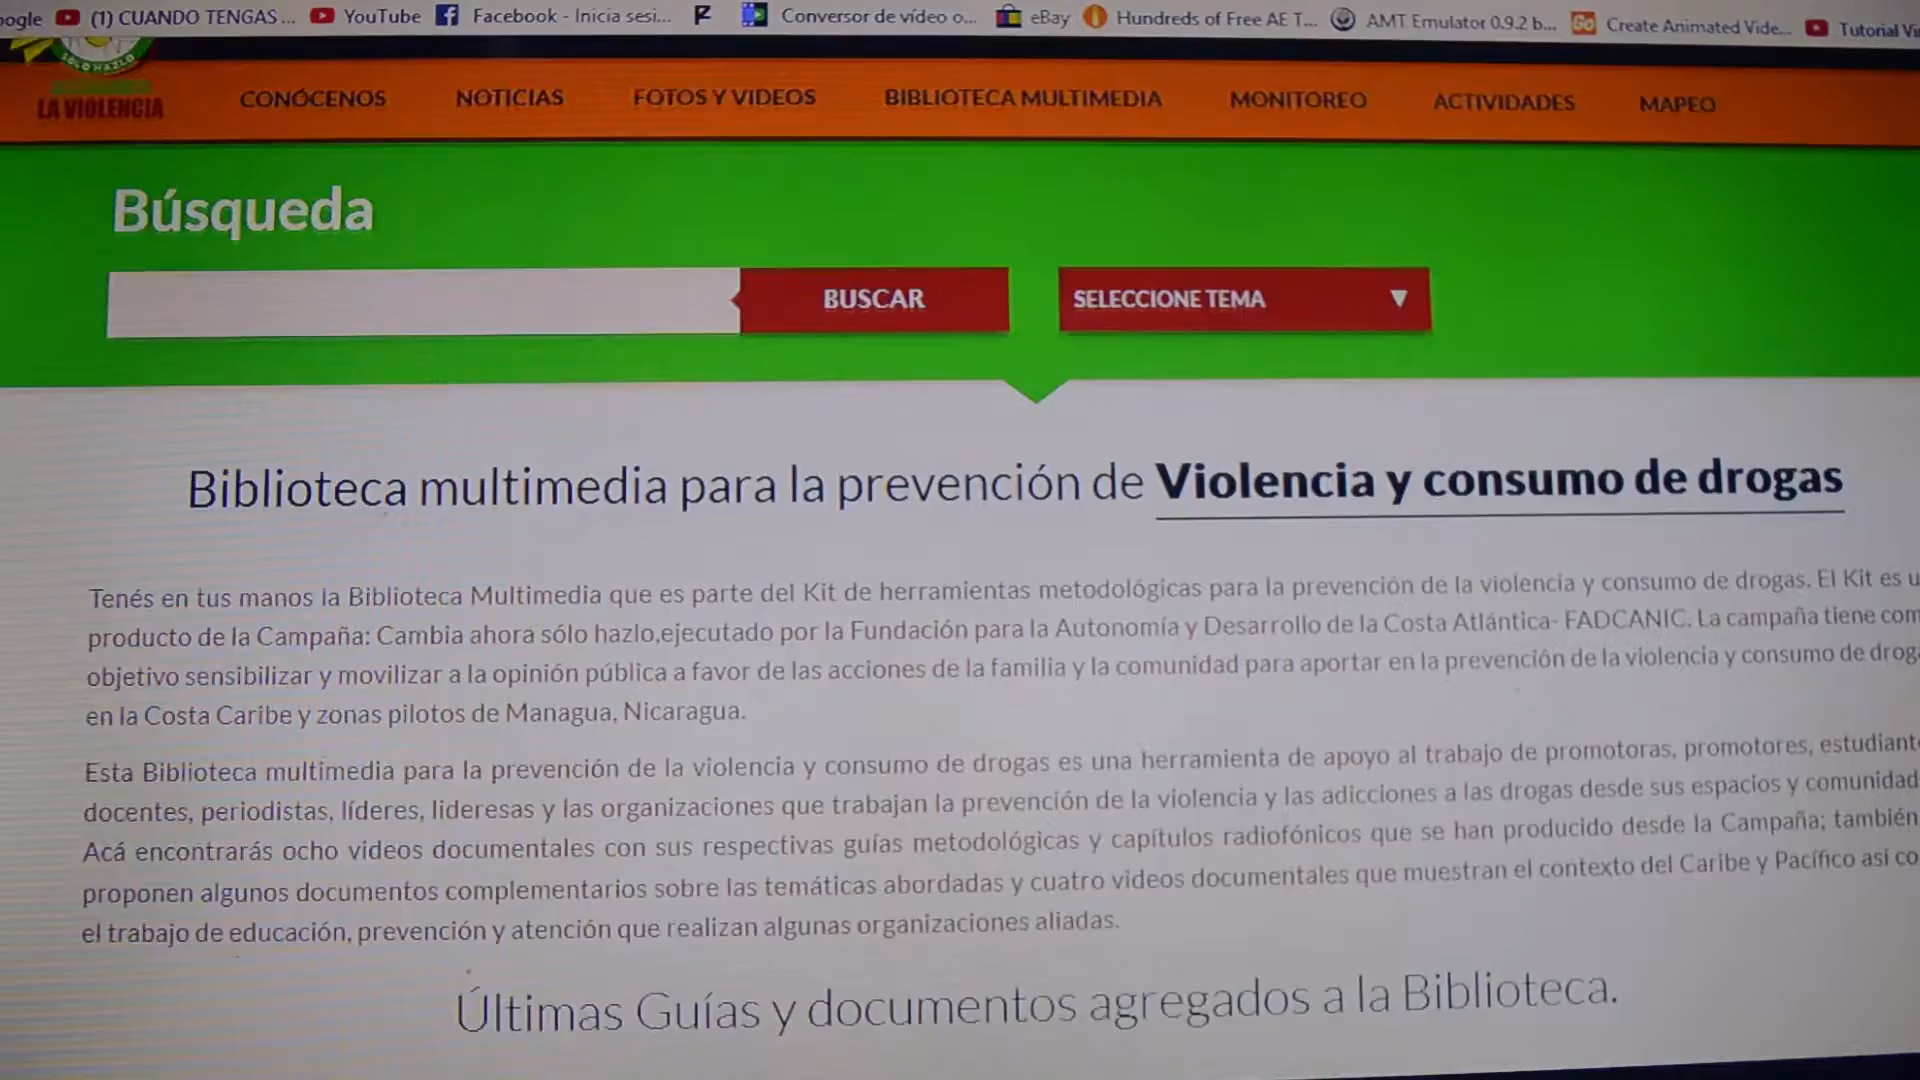 ogle (1) CUANDO TENGAS ... YouTube Facebook - Inicia sesi... Conversor de vídeo o... eBay Hundreds of Free AE T... AMT Emulator 0.9.2 b... Create Animated Vide... Tutorial Vi
SOLO HAZLO
LA VIOLENCIA
CONÓCENOS NOTICIAS FOTOS Y VIDEOS BIBLIOTECA MULTIMEDIA MONITOREO ACTIVIDADES MAPEO
Búsqueda
BUSCAR SELECCIONE TEMA ▼
Biblioteca multimedia para la prevención de Violencia y consumo de drogas
Tenés en tus manos la Biblioteca Multimedia que es parte del Kit de herramientas metodológicas para la prevención de la violencia y consumo de drogas. El Kit es u
producto de la Campaña: Cambia ahora sólo hazlo,ejecutado por la Fundación para la Autonomía y Desarrollo de la Costa Atlántica- FADCANIC. La campaña tiene com
objetivo sensibilizar y movilizar a la opinión pública a favor de las acciones de la familia y la comunidad para aportar en la prevención de la violencia y consumo de droga
en la Costa Caribe y zonas pilotos de Managua, Nicaragua.
Esta Biblioteca multimedia para la prevención de la violencia y consumo de drogas es una herramienta de apoyo al trabajo de promotoras, promotores, estudiante
docentes, periodistas, líderes, lideresas y las organizaciones que trabajan la prevención de la violencia y las adicciones a las drogas desde sus espacios y comunidad
Acá encontrarás ocho videos documentales con sus respectivas guías metodológicas y capítulos radiofónicos que se han producido desde la Campaña; también
proponen algunos documentos complementarios sobre las temáticas abordadas y cuatro videos documentales que muestran el contexto del Caribe y Pacífico así co
el trabajo de educación, prevención y atención que realizan algunas organizaciones aliadas.
Últimas Guías y documentos agregados a la Biblioteca.